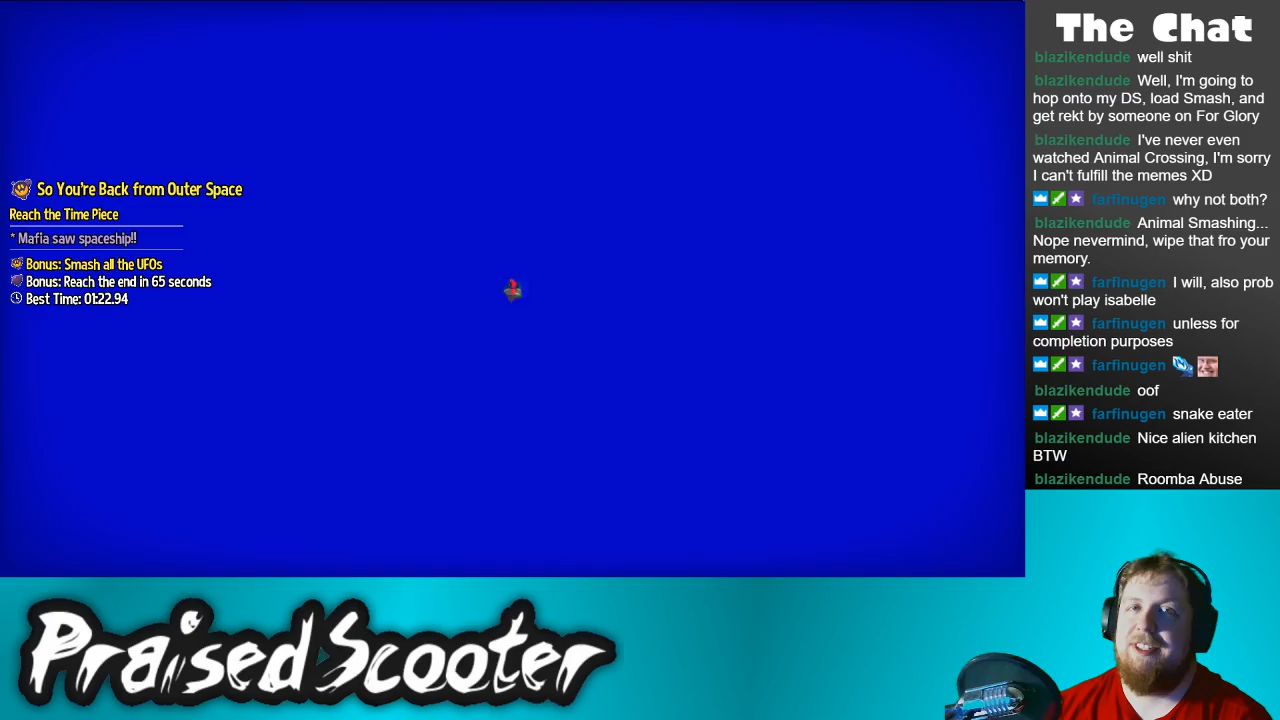 So You're Back from Outer Space
Reach the Time Piece
* Mafia saw spaceship!!
Bonus: Smash all the UFOs
Bonus: Reach the end in 65 seconds
Best Time: 01:22.94
The Chat
blazikendude well shit
blazikendude Well, I'm going to
hop onto my DS, load Smash, and
get rekt by someone on For Glory
blazikendude I've never even
watched Animal Crossing, I'm sorry
I can't fulfill the memes XD
farfinugen why not both?
blazikendude Animal Smashing...
Nope nevermind, wipe that fro your
memory.
farfinugen I will, also prob
won't play isabelle
farfinugen unless for
completion purposes
farfinugen
blazikendude oof
farfinugen snake eater
blazikendude Nice alien kitchen
BTW
blazikendude Roomba Abuse
PraisedScooter